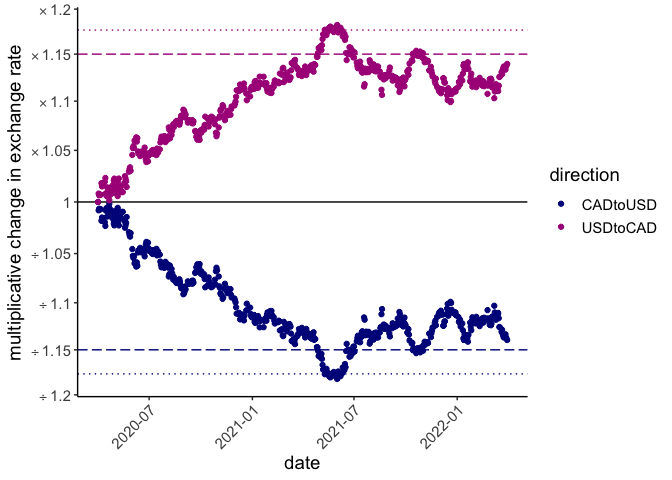 multiplicative change in exchange rate
× 1.2
× 1.15
× 1.1
× 1.05
1
÷ 1.05
÷ 1.1
÷ 1.15
÷ 1.2
2020-07
2021-01
2021-07
2022-01
date
direction
CADtoUSD
USDtoCAD